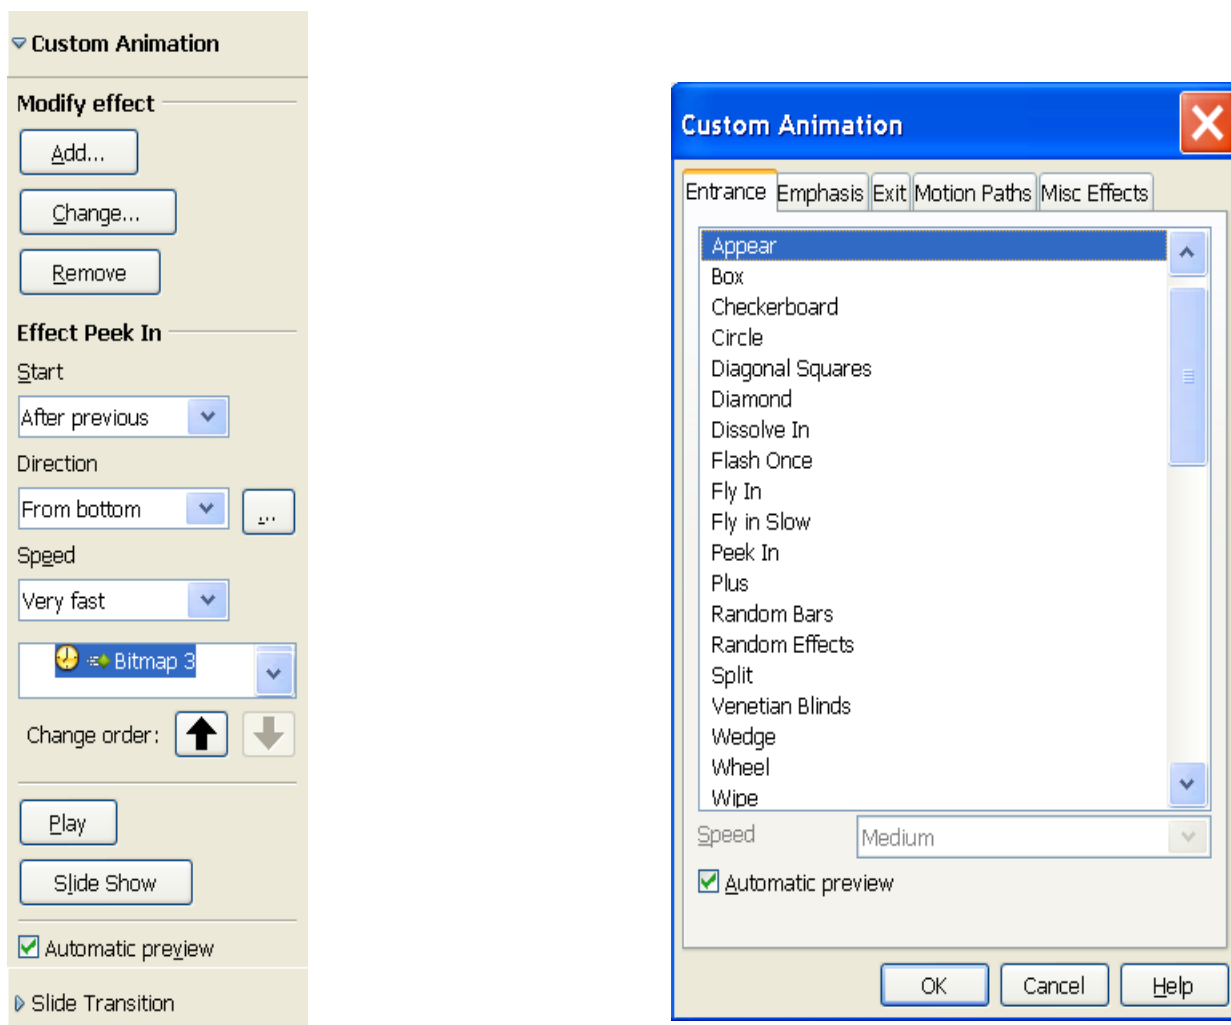 Custom Animation
Modify effect
Add...
Change...
Remove
Effect Peek In
Start
After previous
Direction
From bottom
...
Speed
Very fast
Bitmap 3
Change order:
Play
Slide Show
Automatic preview
Slide Transition
Custom Animation
Entrance Emphasis Exit Motion Paths Misc Effects
Appear
Box
Checkerboard
Circle
Diagonal Squares
Diamond
Dissolve In
Flash Once
Fly In
Fly in Slow
Peek In
Plus
Random Bars
Random Effects
Split
Venetian Blinds
Wedge
Wheel
Wipe
Speed Medium
Automatic preview
OK Cancel Help